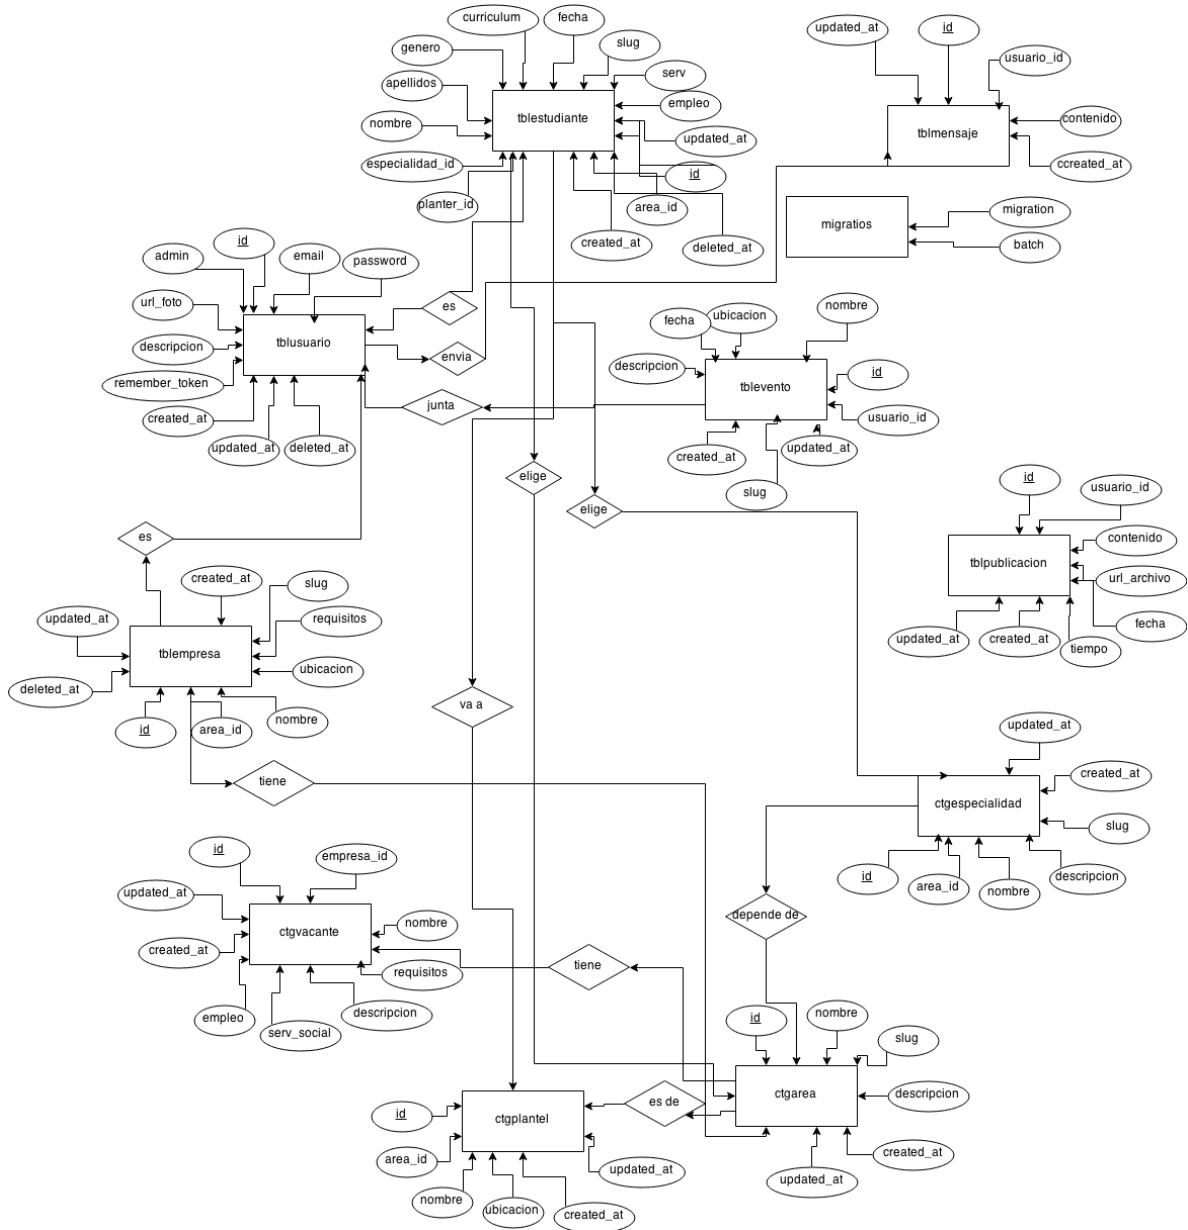 curriculum
fecha
slug
genero
serv
apellidos
empleo
tblestudiante
nombre
updated_at
especialidad_id
id
planter_id
area_id
created_at
deleted_at
updated_at
id
usuario_id
contenido
tblmensaje
ccreated_at
migration
migratios
batch
id
admin
email
password
url_foto
es
tblusuario
descripcion
envia
remember_token
created_at
junta
updated_at
deleted_at
nombre
ubicacion
fecha
descripcion
id
tblevento
usuario_id
created_at
updated_at
slug
elige
elige
id
usuario_id
contenido
tblpublicacion
url_archivo
fecha
updated_at
created_at
tiempo
es
created_at
slug
updated_at
requisitos
tblempresa
ubicacion
deleted_at
id
area_id
nombre
va a
tiene
updated_at
created_at
ctgespecialidad
slug
id
area_id
nombre
descripcion
depende de
id
empresa_id
updated_at
nombre
ctgvacante
created_at
requisitos
empleo
serv_social
descripcion
tiene
id
nombre
slug
ctgarea
descripcion
es de
created_at
updated_at
id
ctgplantel
area_id
updated_at
nombre
ubicacion
created_at